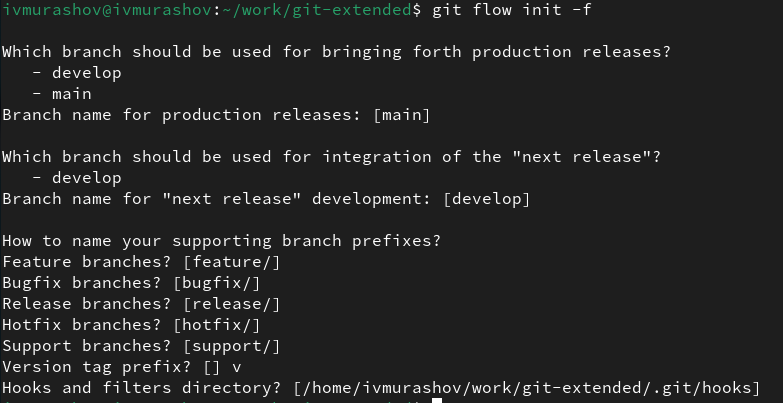 ivmurashov@ivmurashov:~/work/git-extended$ git flow init -f
Which branch should be used for bringing forth production releases?
   - develop
   - main
Branch name for production releases: [main]
Which branch should be used for integration of the "next release"?
   - develop
Branch name for "next release" development: [develop]
How to name your supporting branch prefixes?
Feature branches? [feature/]
Bugfix branches? [bugfix/]
Release branches? [release/]
Hotfix branches? [hotfix/]
Support branches? [support/]
Version tag prefix? [] v
Hooks and filters directory? [/home/ivmurashov/work/git-extended/.git/hooks]